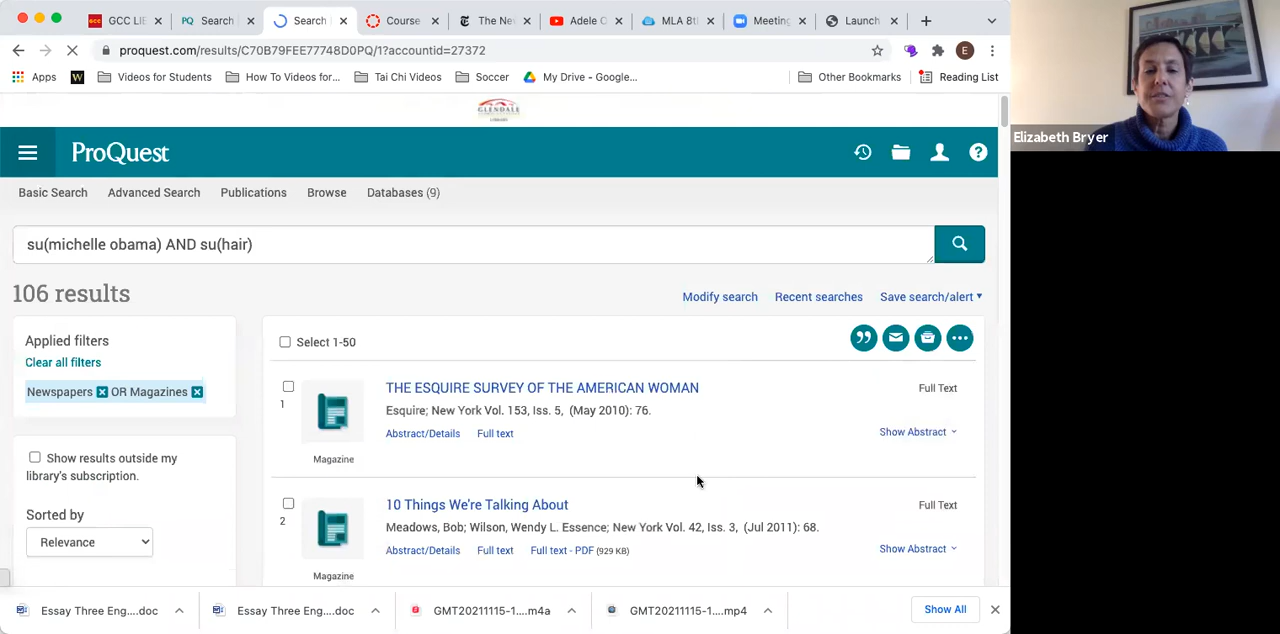 GCC LIE
PQ Search
Search
Course
The Nev
Adele O
MLA 8th
Meeting
Launch
proquest.com/results/C70B79FEE77748D0PQ/1?accountid=27372
E
Apps
W
Videos for Students
How To Videos for...
Tai Chi Videos
Soccer
My Drive - Google...
Other Bookmarks
Reading List
Elizabeth Bryer
GLENDALE
LIBRARY
ProQuest
Basic Search
Advanced Search
Publications
Browse
Databases (9)
su(michelle obama) AND su(hair)
106 results
Modify search
Recent searches
Save search/alert
Applied filters
Clear all filters
Newspapers OR Magazines
Show results outside my
library's subscription.
Sorted by
Relevance
Select 1-50
1
THE ESQUIRE SURVEY OF THE AMERICAN WOMAN
Full Text
Esquire; New York Vol. 153, Iss. 5, (May 2010): 76.
Abstract/Details
Full text
Show Abstract
Magazine
2
10 Things We're Talking About
Full Text
Meadows, Bob; Wilson, Wendy L. Essence; New York Vol. 42, Iss. 3, (Jul 2011): 68.
Abstract/Details
Full text
Full text - PDF (929 KB)
Show Abstract
Magazine
Essay Three Eng....doc
Essay Three Eng....doc
GMT20211115-1....m4a
GMT20211115-1....mp4
Show All